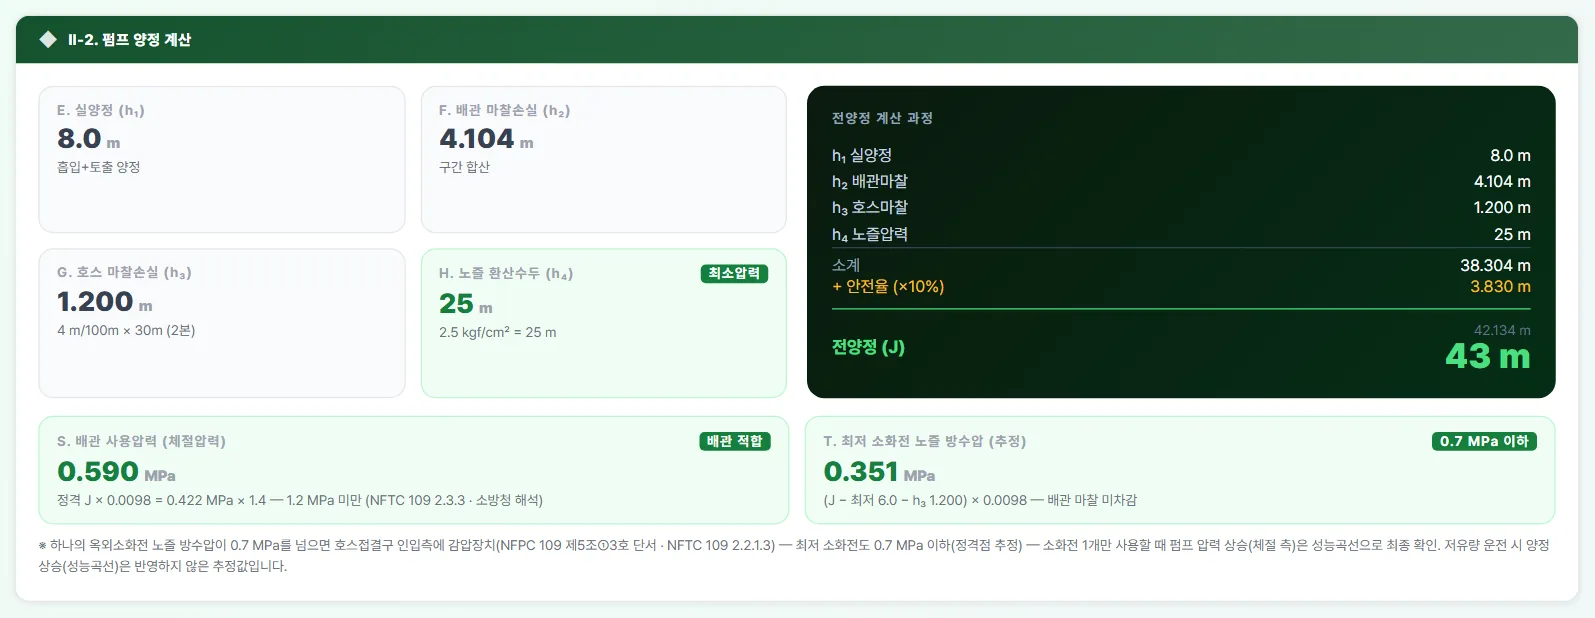 ◆ II-2. 펌프 양정 계산
E. 실양정 (h₁)
8.0 m
흡입+토출 양정
F. 배관 마찰손실 (h₂)
4.104 m
구간 합산
G. 호스 마찰손실 (h₃)
1.200 m
4 m/100m × 30m (2본)
H. 노즐 환산수두 (h₄) 최소압력
25 m
2.5 kgf/cm² = 25 m
전양정 계산 과정
h₁ 실양정 8.0 m
h₂ 배관마찰 4.104 m
h₃ 호스마찰 1.200 m
h₄ 노즐압력 25 m
소계 38.304 m
+ 안전율 (×10%) 3.830 m
42.134 m
전양정 (J) 43 m
S. 배관 사용압력 (체절압력) 배관 적합
0.590 MPa
정격 J × 0.0098 = 0.422 MPa × 1.4 — 1.2 MPa 미만 (NFTC 109 2.3.3 · 소방청 해석)
T. 최저 소화전 노즐 방수압 (추정) 0.7 MPa 이하
0.351 MPa
(J − 최저 6.0 − h₃ 1.200) × 0.0098 — 배관 마찰 미차감
※ 하나의 옥외소화전 노즐 방수압이 0.7 MPa를 넘으면 호스접결구 인입측에 감압장치(NFPC 109 제5조①3호 단서 · NFTC 109 2.2.1.3) — 최저 소화전도 0.7 MPa 이하(정격점 추정) — 소화전 1개만 사용할 때 펌프 압력 상승(체절 측)은 성능곡선으로 최종 확인. 저유량 운전 시 양정
상승(성능곡선)은 반영하지 않은 추정값입니다.